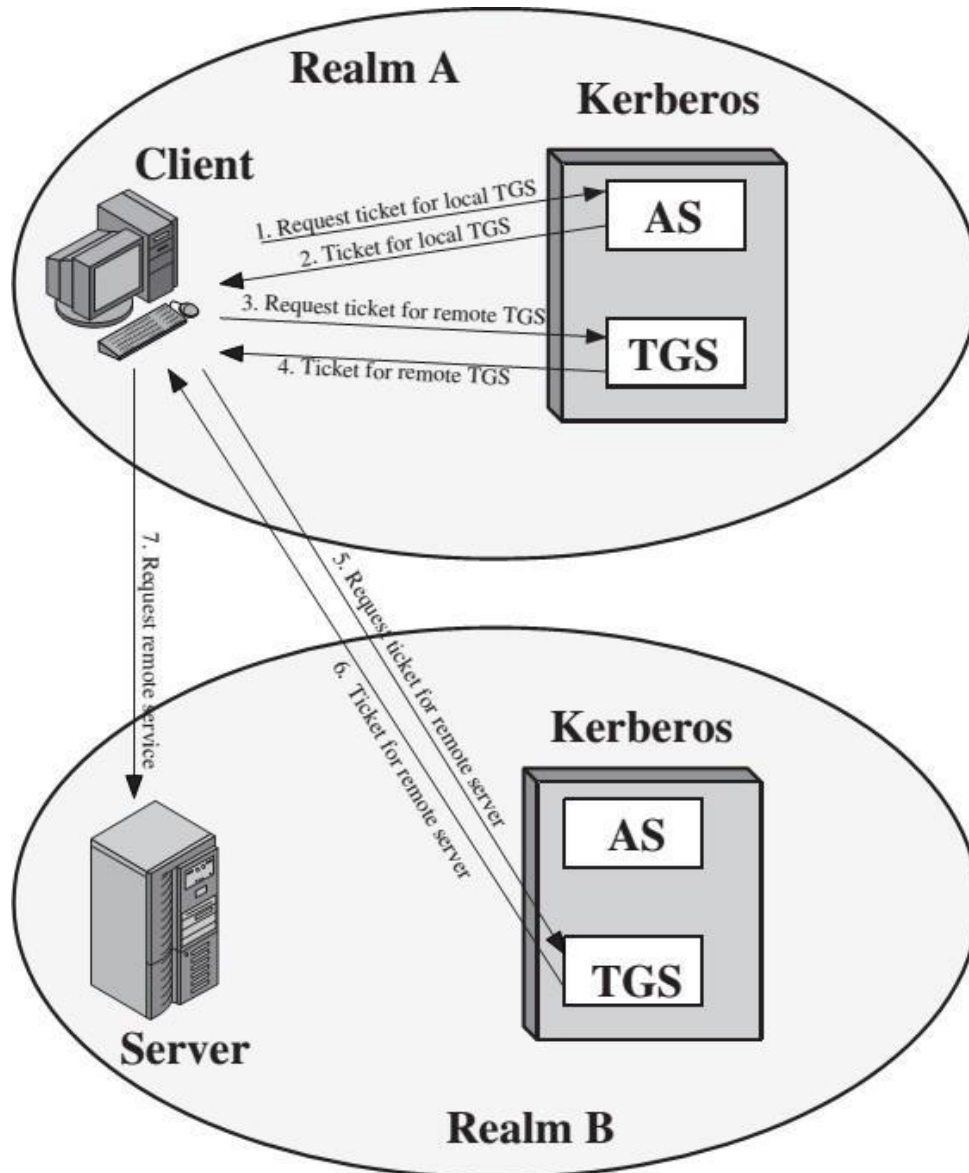 Realm A
Kerberos
Client
1. Request ticket for local TGS
AS
2. Ticket for local TGS
3. Request ticket for remote TGS
TGS
4. Ticket for remote TGS
7. Request remote service
5. Request ticket for remote server
6. Ticket for remote server
Kerberos
AS
TGS
Server
Realm B